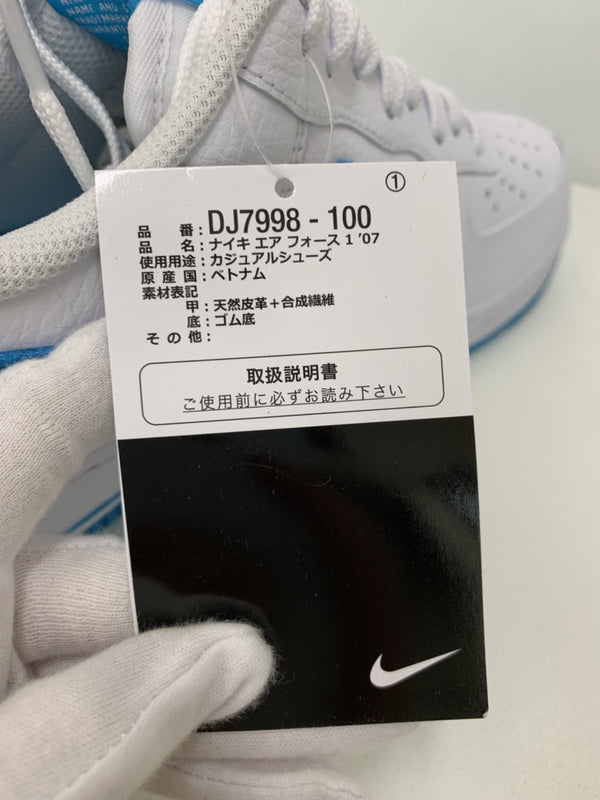 NAME AND
TRADEMARK
①
品番：DJ7998 - 100
品名：ナイキ エア フォース 1 '07
使用用途：カジュアルシューズ
原産国：ベトナム
素材表記
甲：天然皮革＋合成繊維
底：ゴム底
その他：
取扱説明書
ご使用前に必ずお読み下さい